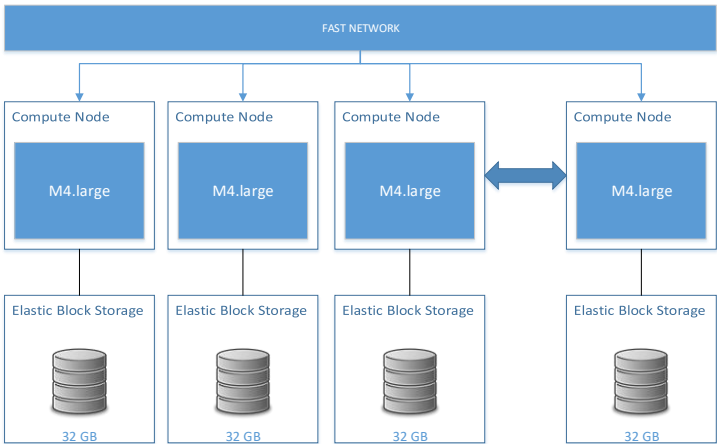 FAST NETWORK
Compute Node
Compute Node
Compute Node
Compute Node
M4.large
M4.large
M4.large
M4.large
Elastic Block Storage
Elastic Block Storage
Elastic Block Storage
Elastic Block Storage
32 GB
32 GB
32 GB
32 GB